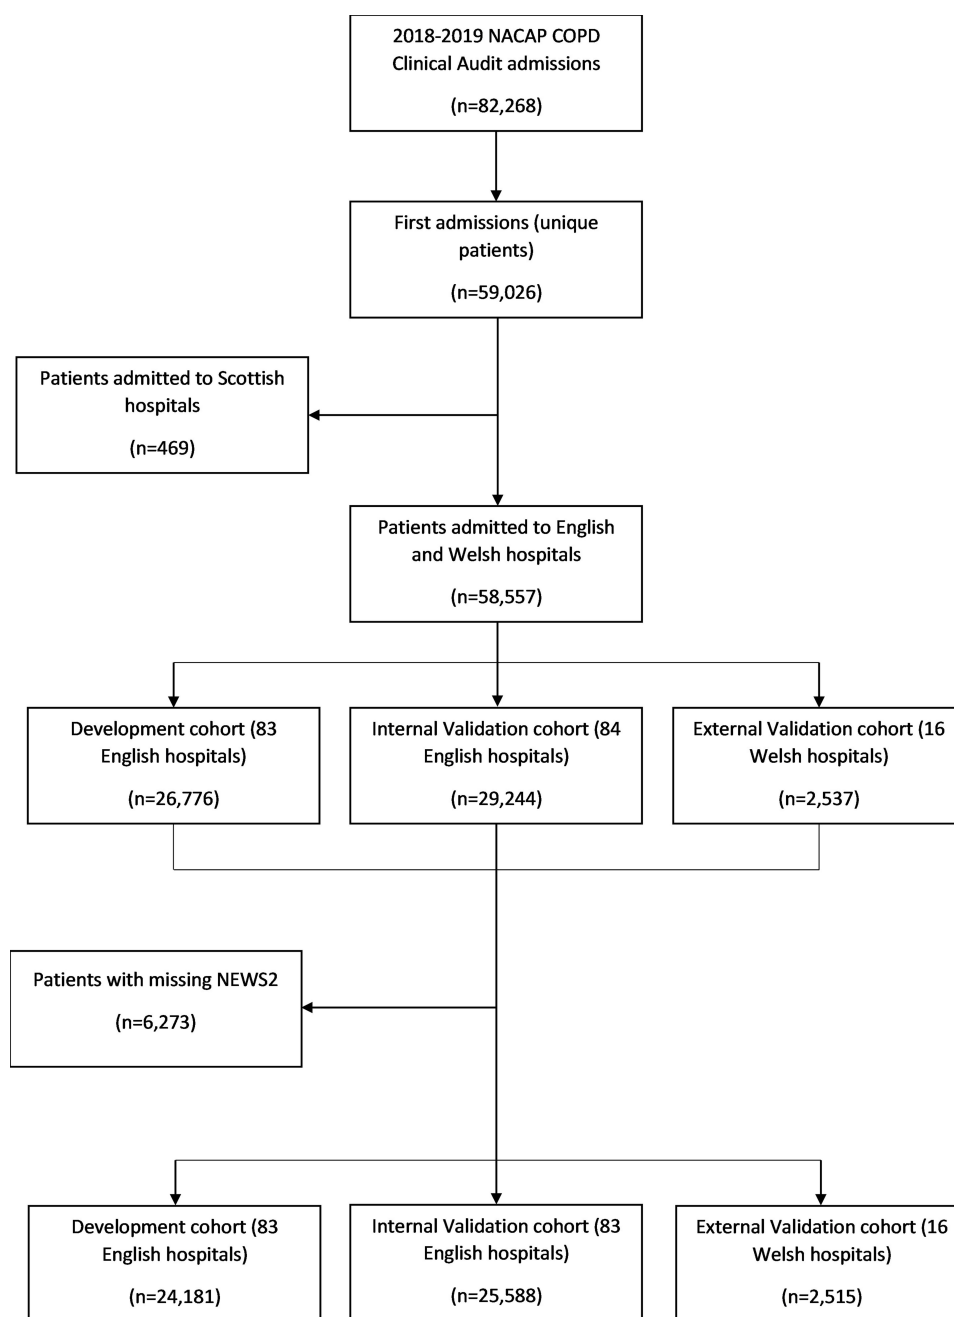 2018-2019 NACAP COPD
Clinical Audit admissions
(n=82,268)
First admissions (unique
patients)
(n=59,026)
Patients admitted to Scottish
hospitals
(n=469)
Patients admitted to English
and Welsh hospitals
(n=58,557)
Development cohort (83
English hospitals)
(n=26,776)
Internal Validation cohort (84
English hospitals)
(n=29,244)
External Validation cohort (16
Welsh hospitals)
(n=2,537)
Patients with missing NEWS2
(n=6,273)
Development cohort (83
English hospitals)
(n=24,181)
Internal Validation cohort (83
English hospitals)
(n=25,588)
External Validation cohort (16
Welsh hospitals)
(n=2,515)